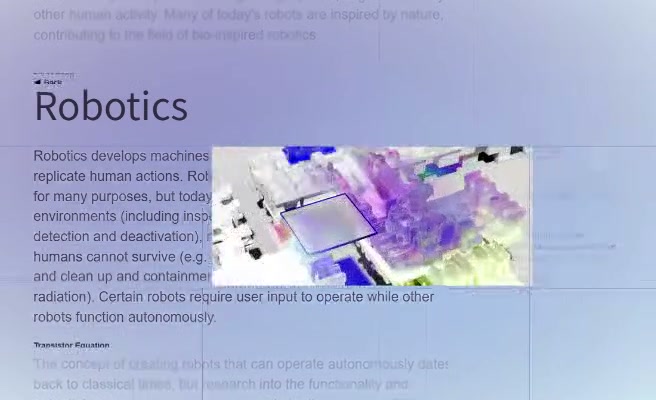 other human activity. Many of today's robots are inspired by nature,
contributing to the field of bio-inspired robotics
Back
Robotics
Robotics develops machines
replicate human actions.
for many purposes, but today
environments (including
detection and deactivation),
humans cannot survive (e.g.
and clean up and
radiation). Certain robots require user input to operate while other
robots function autonomously.
Transistor Equation
The concept of creating robots that can operate autonomously dates
back to classical times, but research into the functionality and